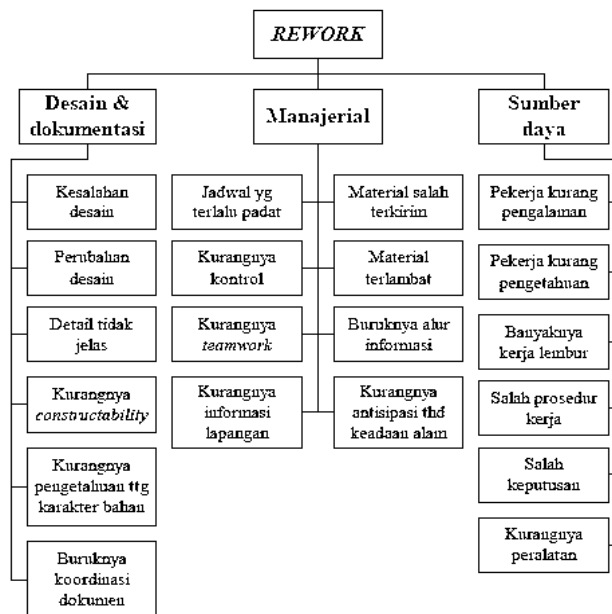 REWORK
Desain &
dokumentasi
Kesalahan
desain
Perubahan
desain
Detail tidak
jelas
Kurangnya
constructability
Kurangnya
pengetahuan ttg
karakter bahan
Buruknya
koordinasi
dokumen
Manajerial
Jadwal yg
terlalu padat
Kurangnya
kontrol
Kurangnya
teamwork
Kurangnya
informasi
lapangan
Material salah
terkirim
Material
terlambat
Buruknya alur
informasi
Kurangnya
antisipasi thd
keadaan alam
Sumber
daya
Pekerja kurang
pengalaman
Pekerja kurang
pengetahuan
Banyaknya
kerja lembur
Salah prosedur
kerja
Salah
keputusan
Kurangnya
peralatan